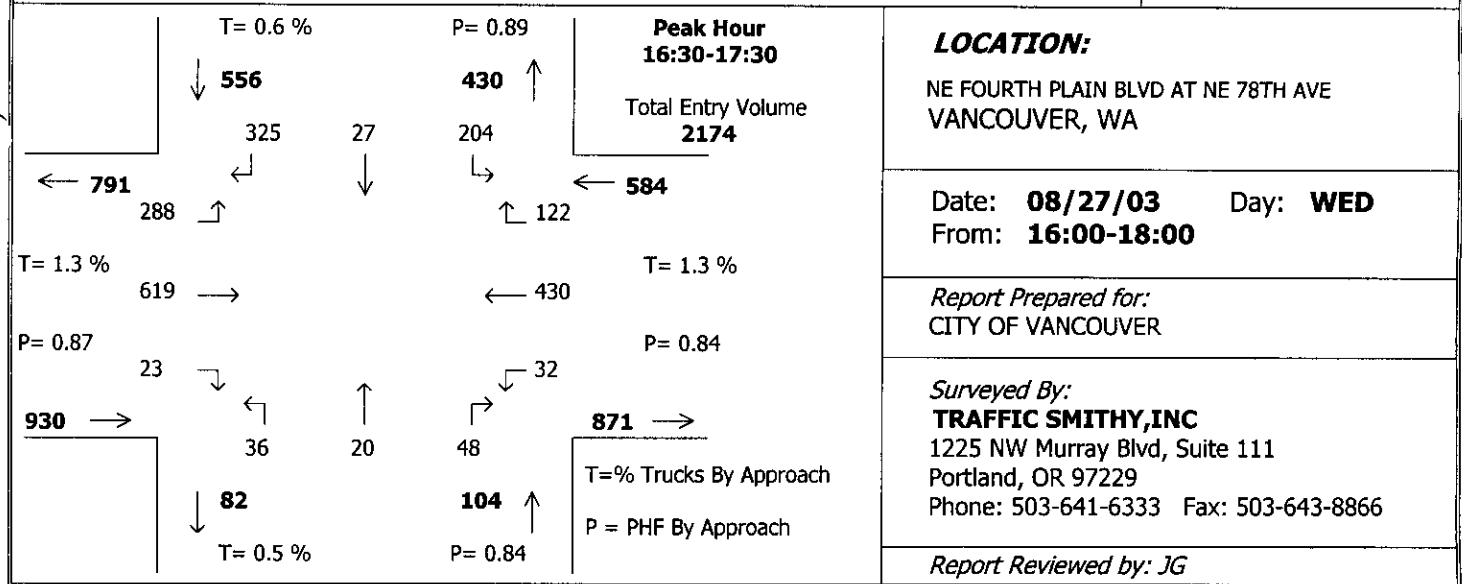 T= 0.6 %
P= 0.89
Peak Hour
16:30-17:30
556
430
Total Entry Volume
2174
325
27
204
791
584
288
122
T= 1.3 %
T= 1.3 %
619
430
P= 0.87
P= 0.84
23
32
930
871
36
20
48
T=% Trucks By Approach
82
104
P = PHF By Approach
T= 0.5 %
P= 0.84
LOCATION:
NE FOURTH PLAIN BLVD AT NE 78TH AVE
VANCOUVER, WA
Date: 08/27/03 Day: WED
From: 16:00-18:00
Report Prepared for:
CITY OF VANCOUVER
Surveyed By:
TRAFFIC SMITHY,INC
1225 NW Murray Blvd, Suite 111
Portland, OR 97229
Phone: 503-641-6333 Fax: 503-643-8866
Report Reviewed by: JG